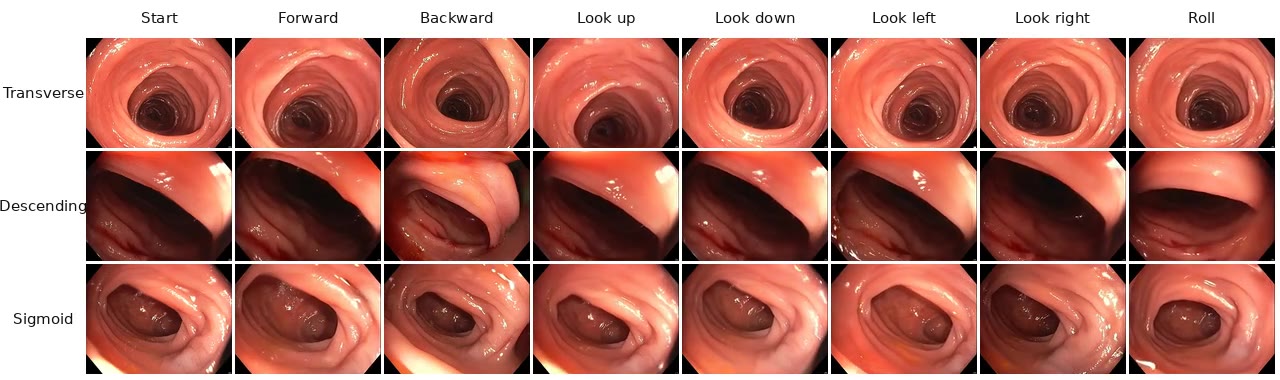 Start Forward Backward Look up Look down Look left Look right Roll
Transverse
Descending
Sigmoid